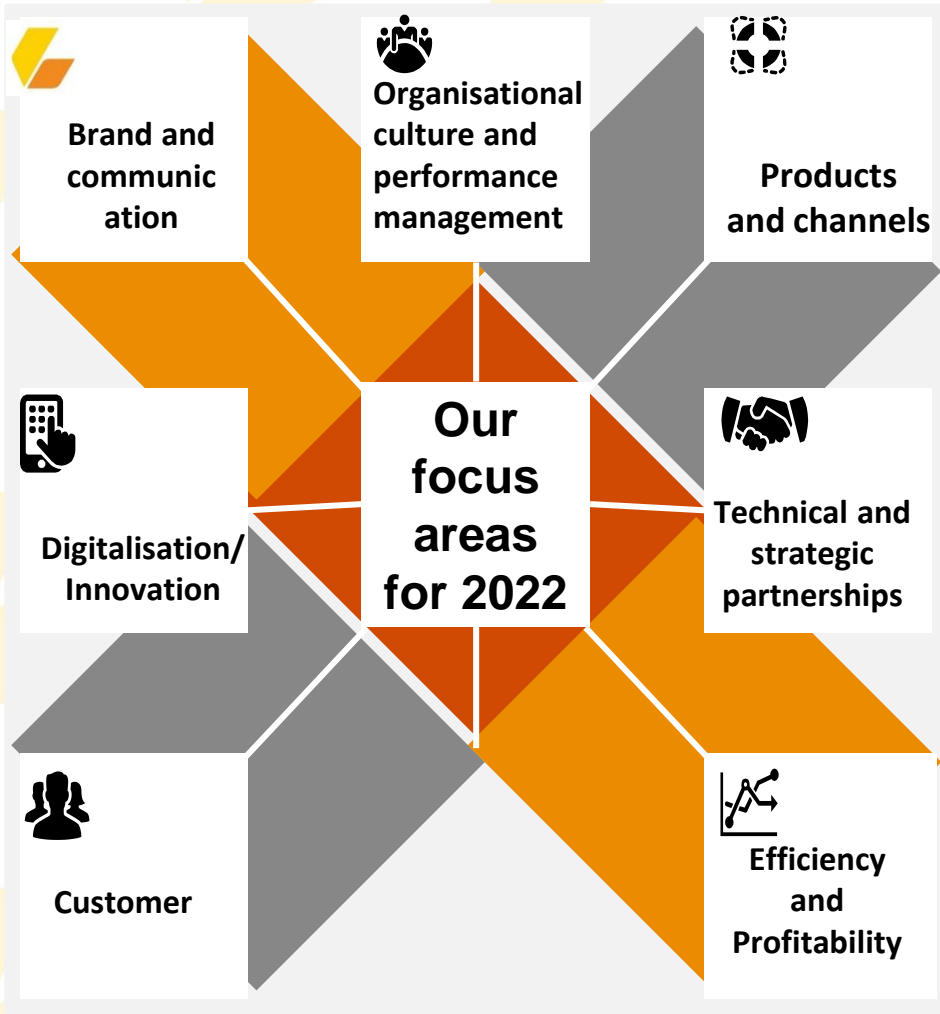 Brand and
communic
ation
Organisational
culture and
performance
management
Products
and channels
Digitalisation/
Innovation
Our
focus
areas
for 2022
Technical and
strategic
partnerships
Customer
Efficiency
and
Profitability